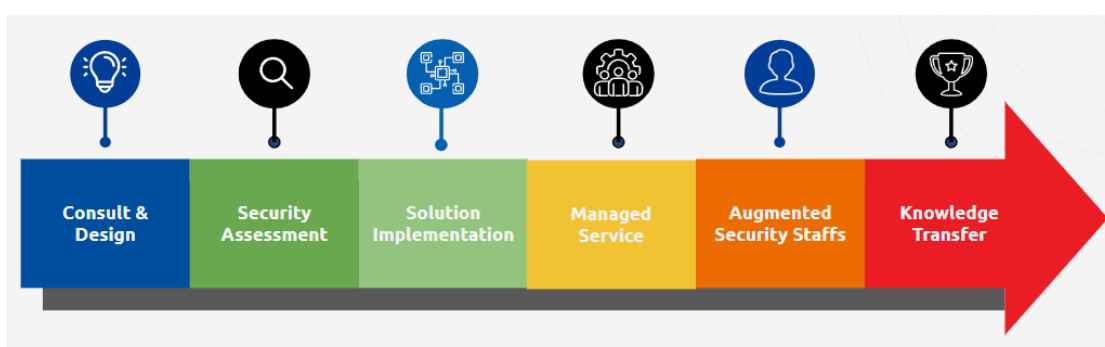 Consult &
Design
Security
Assessment
Solution
Implementation
Managed
Service
Augmented
Security Staffs
Knowledge
Transfer